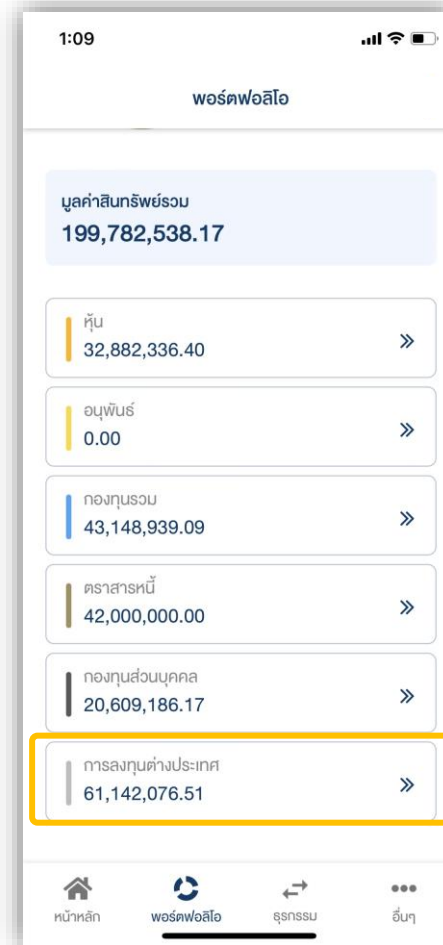 1:09
พอร์ตฟอลิโอ
มูลค่าสินทรัพย์รวม
199,782,538.17
หุ้น
32,882,336.40
อนุพันธ์
0.00
กองทุนรวม
43,148,939.09
ตราสารหนี้
42,000,000.00
กองทุนส่วนบุคคล
20,609,186.17
การลงทุนต่างประเทศ
61,142,076.51
หน้าหลัก พอร์ตฟอลิโอ ธุรกรรม อื่นๆ